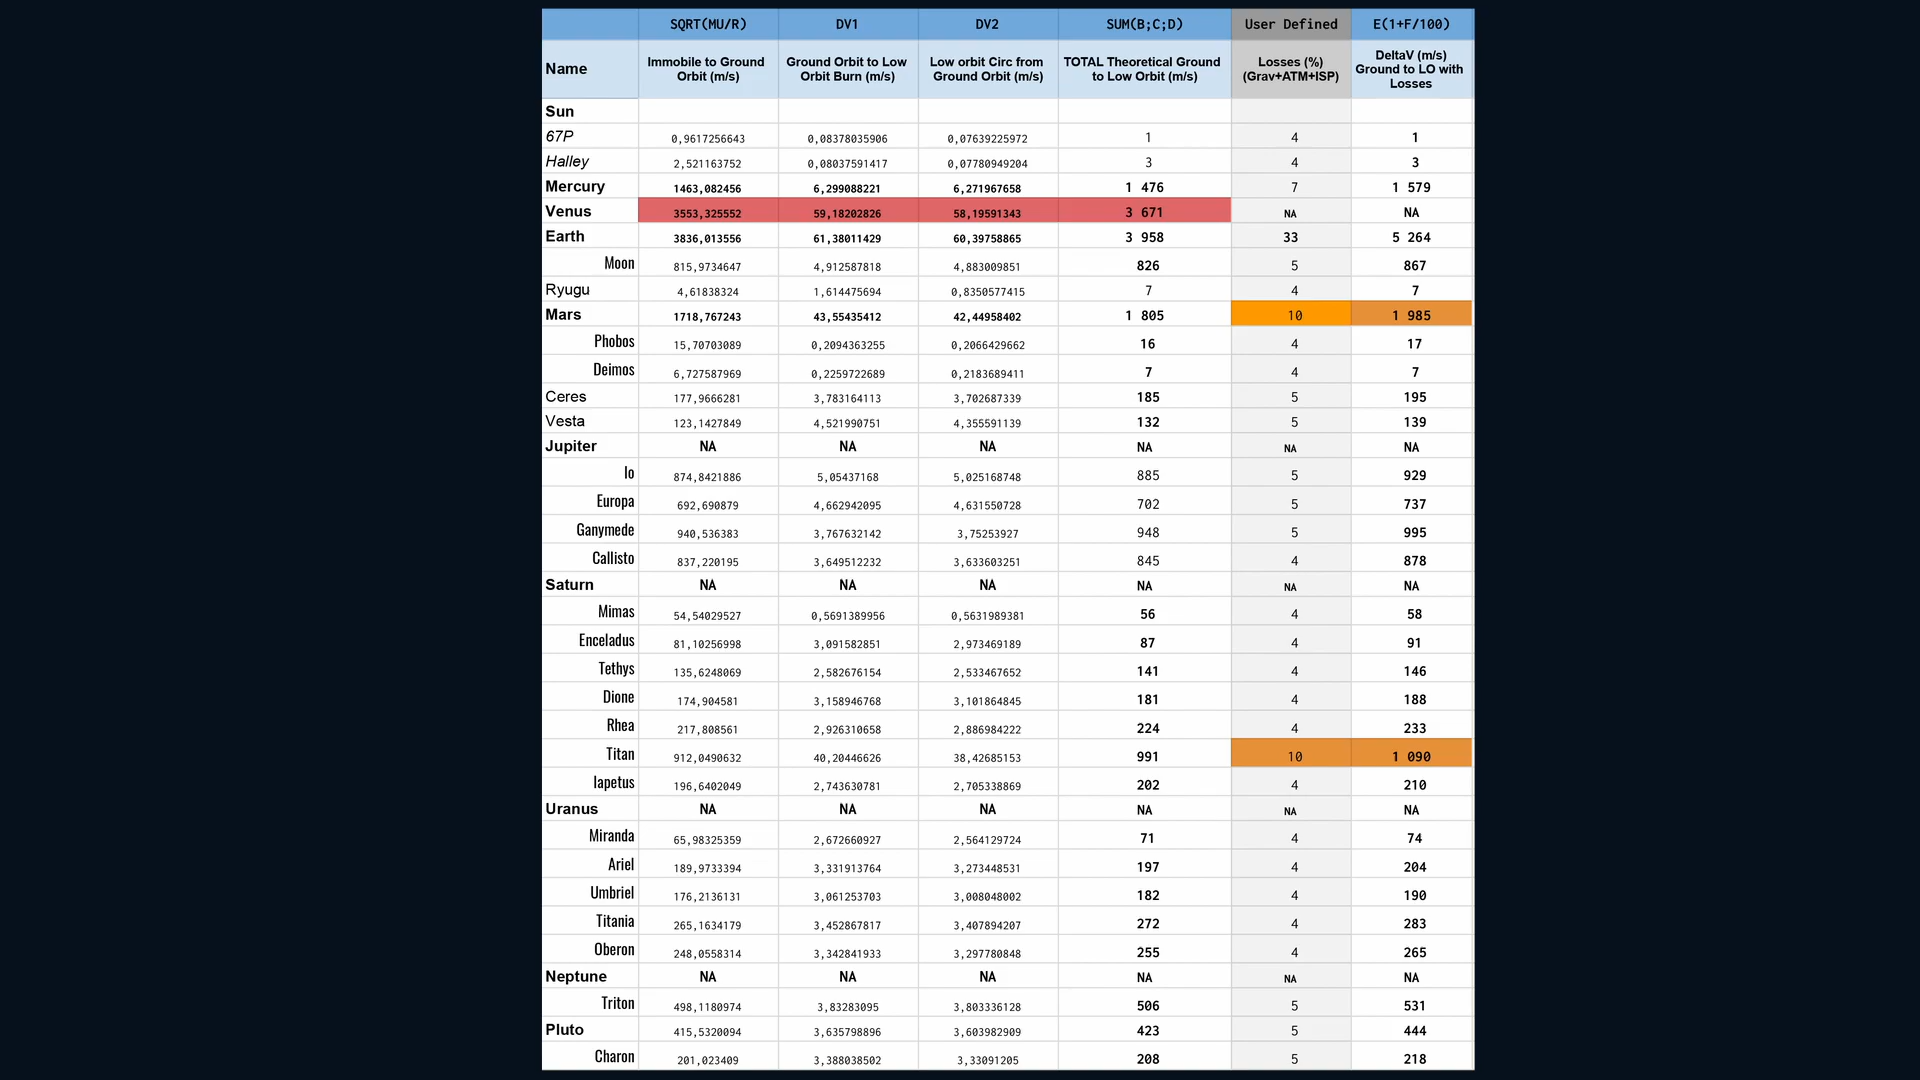 SQRT(MU/R) DV1 DV2 SUM(B;C;D) User Defined E(1+F/100)
Name Immobile to Ground Orbit (m/s) Ground Orbit to Low Orbit Burn (m/s) Low orbit Circ from Ground Orbit (m/s) TOTAL Theoretical Ground to Low Orbit (m/s) Losses (%) (Grav+ATM+ISP) DeltaV (m/s) Ground to LO with Losses
Sun
67P 0,9617256643 0,08378035906 0,07639225972 1 4 1
Halley 2,521163752 0,08037591417 0,07780949204 3 4 3
Mercury 1463,082456 6,299088221 6,271967658 1 476 7 1 579
Venus 3553,325552 59,18202826 58,19591343 3 671 NA NA
Earth 3836,013556 61,38011429 60,39758865 3 958 33 5 264
Moon 815,9734647 4,912587818 4,883009851 826 5 867
Ryugu 4,61838324 1,614475694 0,8350577415 7 4 7
Mars 1718,767243 43,55435412 42,44958402 1 805 10 1 985
Phobos 15,70703089 0,2094363255 0,2066429662 16 4 17
Deimos 6,727587969 0,2259722689 0,2183689411 7 4 7
Ceres 177,9666281 3,783164113 3,702687339 185 5 195
Vesta 123,1427849 4,521990751 4,355591139 132 5 139
Jupiter NA NA NA NA NA NA
Io 874,8421886 5,05437168 5,025168748 885 5 929
Europa 692,690879 4,662942095 4,631550728 702 5 737
Ganymede 940,536383 3,767632142 3,75253927 948 5 995
Callisto 837,220195 3,649512232 3,633603251 845 4 878
Saturn NA NA NA NA NA NA
Mimas 54,54029527 0,5691389956 0,5631989381 56 4 58
Enceladus 81,10256998 3,091582851 2,973469189 87 4 91
Tethys 135,6248069 2,582676154 2,533467652 141 4 146
Dione 174,904581 3,158946768 3,101864845 181 4 188
Rhea 217,808561 2,926310658 2,886984222 224 4 233
Titan 912,0490632 40,20446626 38,42685153 991 10 1 090
Iapetus 196,6402049 2,743630781 2,705338869 202 4 210
Uranus NA NA NA NA NA NA
Miranda 65,98325359 2,672660927 2,564129724 71 4 74
Ariel 189,9733394 3,331913764 3,273448531 197 4 204
Umbriel 176,2136131 3,061253703 3,008048002 182 4 190
Titania 265,1634179 3,452867817 3,407894207 272 4 283
Oberon 248,0558314 3,342841933 3,297780848 255 4 265
Neptune NA NA NA NA NA NA
Triton 498,1180974 3,83283095 3,803336128 506 5 531
Pluto 415,5320094 3,635798896 3,603982909 423 5 444
Charon 201,023409 3,388038502 3,33091205 208 5 218